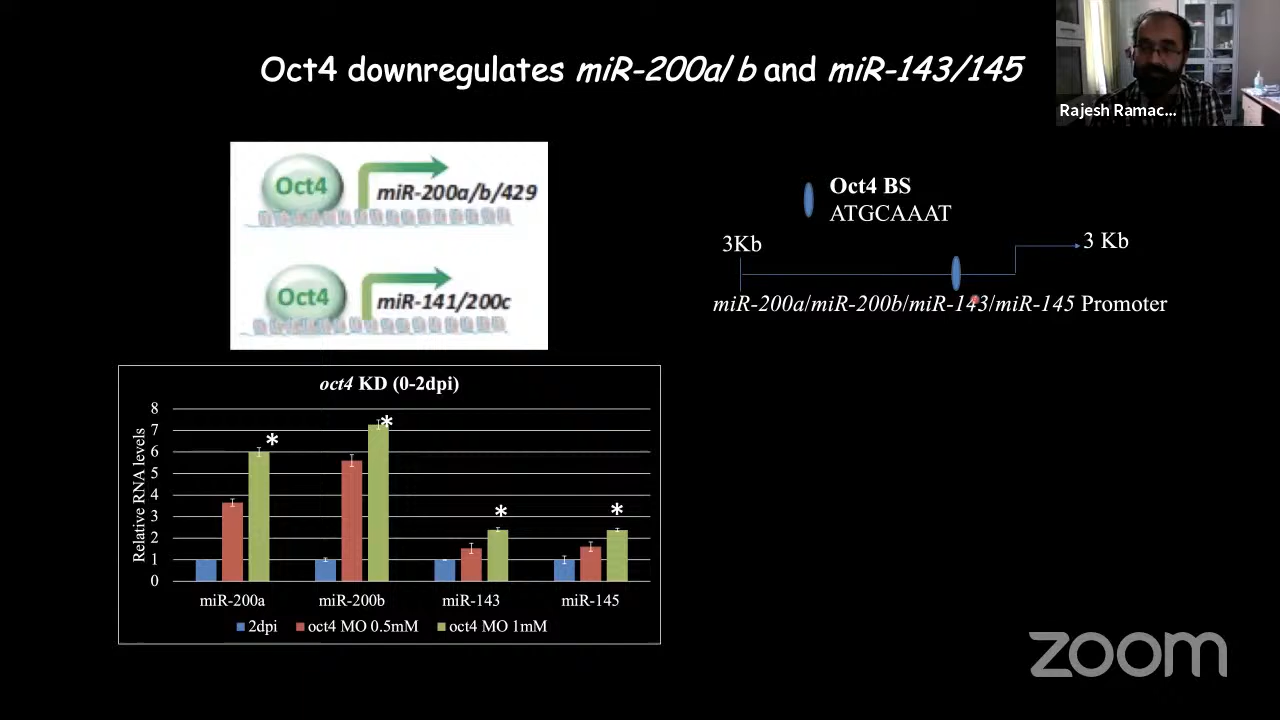 Oct4 downregulates miR-200a/b and miR-143/145
Rajesh Ramac...
Oct4
miR-200a/b/429
Oct4
miR-141/200c
Oct4 BS
ATGCAAAT
3Kb
3 Kb
miR-200a/miR-200b/miR-143/miR-145 Promoter
oct4 KD (0-2dpi)
Relative RNA levels
8
7
6
5
4
3
2
1
0
*
*
*
*
miR-200a
miR-200b
miR-143
miR-145
2dpi
oct4 MO 0.5mM
oct4 MO 1mM
zoom